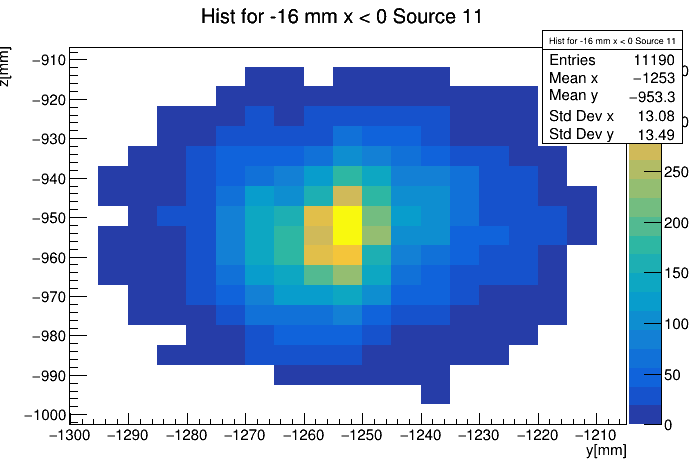 Hist for -16 mm x < 0 Source 11
z[mm]
Hist for -16 mm x < 0 Source 11
Entries 11190
Mean x −1253
Mean y −953.3
Std Dev x 13.08
Std Dev y 13.49
−910
−920
−930
−940
−950
−960
−970
−980
−990
−1000
0
0
250
200
150
100
50
0
−1300 −1290 −1280 −1270 −1260 −1250 −1240 −1230 −1220 −1210
y[mm]